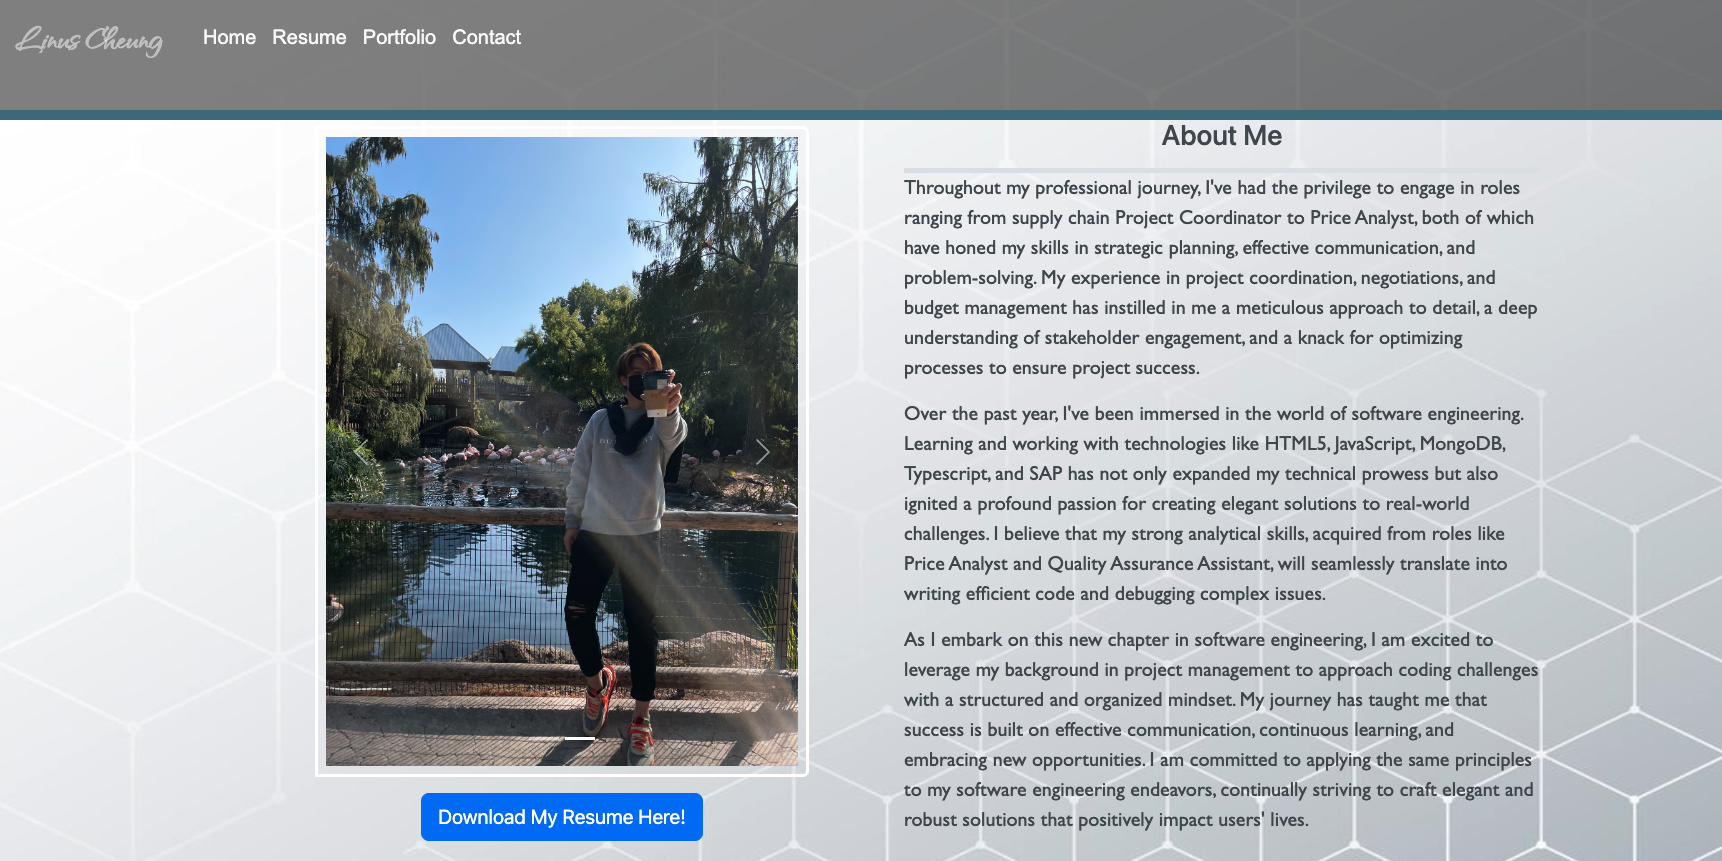 Linus Cheung
Home Resume Portfolio Contact
About Me
Throughout my professional journey, I've had the privilege to engage in roles
ranging from supply chain Project Coordinator to Price Analyst, both of which
have honed my skills in strategic planning, effective communication, and
problem-solving. My experience in project coordination, negotiations, and
budget management has instilled in me a meticulous approach to detail, a deep
understanding of stakeholder engagement, and a knack for optimizing
processes to ensure project success.
Over the past year, I've been immersed in the world of software engineering.
Learning and working with technologies like HTML5, JavaScript, MongoDB,
Typescript, and SAP has not only expanded my technical prowess but also
ignited a profound passion for creating elegant solutions to real-world
challenges. I believe that my strong analytical skills, acquired from roles like
Price Analyst and Quality Assurance Assistant, will seamlessly translate into
writing efficient code and debugging complex issues.
As I embark on this new chapter in software engineering, I am excited to
leverage my background in project management to approach coding challenges
with a structured and organized mindset. My journey has taught me that
success is built on effective communication, continuous learning, and
embracing new opportunities. I am committed to applying the same principles
to my software engineering endeavors, continually striving to craft elegant and
robust solutions that positively impact users' lives.
Download My Resume Here!